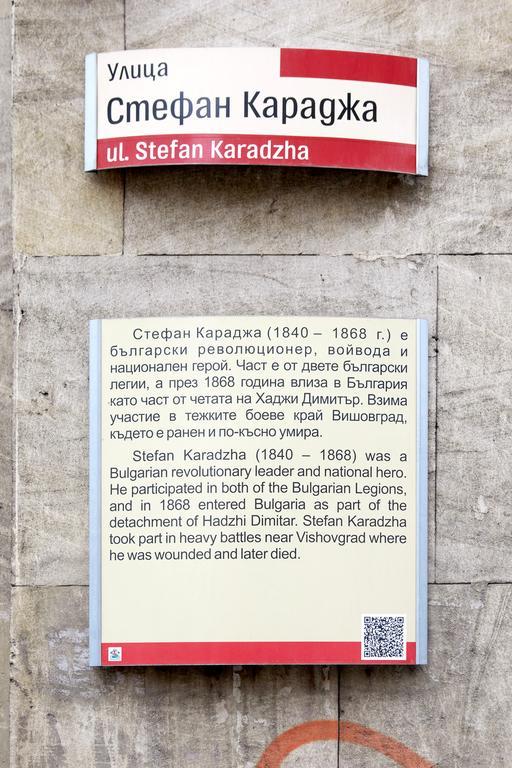 Улица
Стефан Караджа
ul. Stefan Karadzha
Стефан Караджа (1840 – 1868 г.) е
български революционер, войвода и
национален герой. Част е от двете български
легии, а през 1868 година влиза в България
като част от четата на Хаджи Димитър. Взима
участие в тежките боеве край Вишовград,
където е ранен и по-късно умира.
Stefan Karadzha (1840 – 1868) was a
Bulgarian revolutionary leader and national hero.
He participated in both of the Bulgarian Legions,
and in 1868 entered Bulgaria as part of the
detachment of Hadzhi Dimitar. Stefan Karadzha
took part in heavy battles near Vishovgrad where
he was wounded and later died.